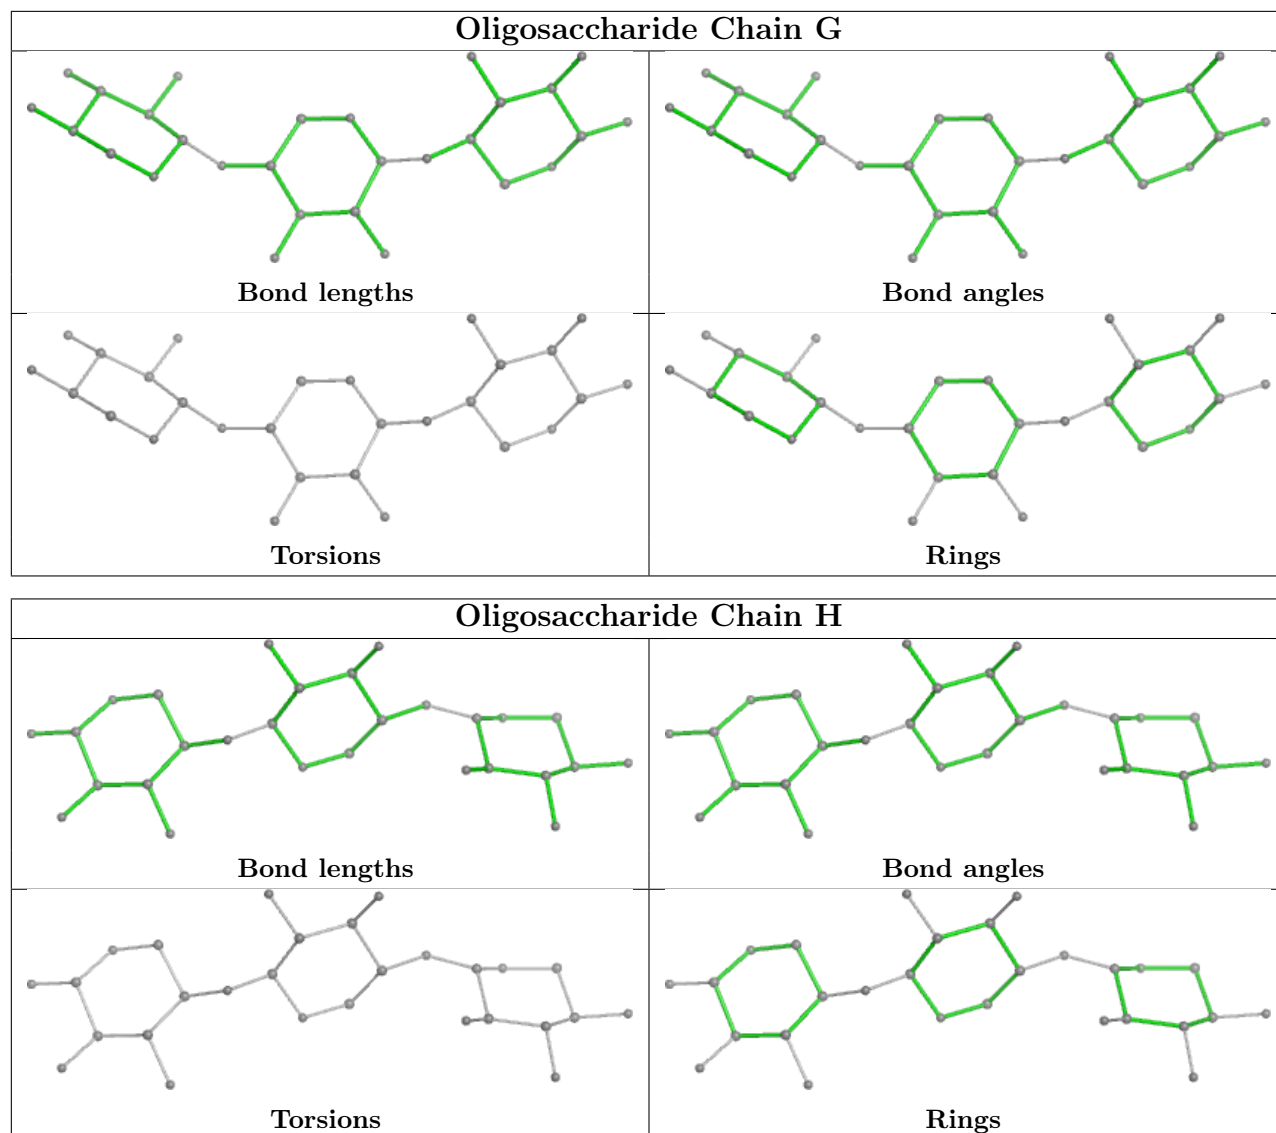 Oligosaccharide Chain G
Bond lengths
Bond angles
Torsions
Rings
Oligosaccharide Chain H
Bond lengths
Bond angles
Torsions
Rings